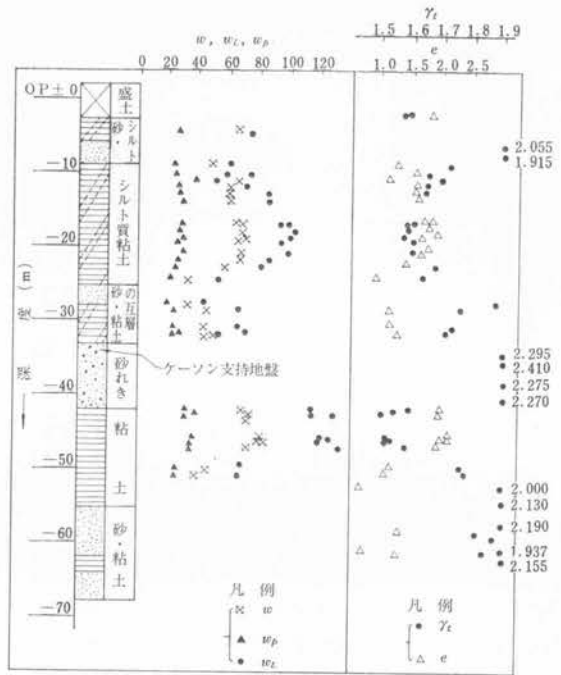 γt
1.5 1.6 1.7 1.8 1.9
w, wL, wp
e
0 20 40 60 80 100 120
1.0 1.5 2.0 2.5
OP±0
盛土
砂・シルト
2.055
-10
1.915
シルト質粘土
-20
深度(m)
-30
砂・粘土の互層
2.295
ケーソン支持地盤
2.410
砂れき
2.275
-40
2.270
粘土
-50
2.000
2.130
砂・粘土
2.190
-60
1.937
2.155
凡例
凡例
w
γt
-70
wp
e
wL